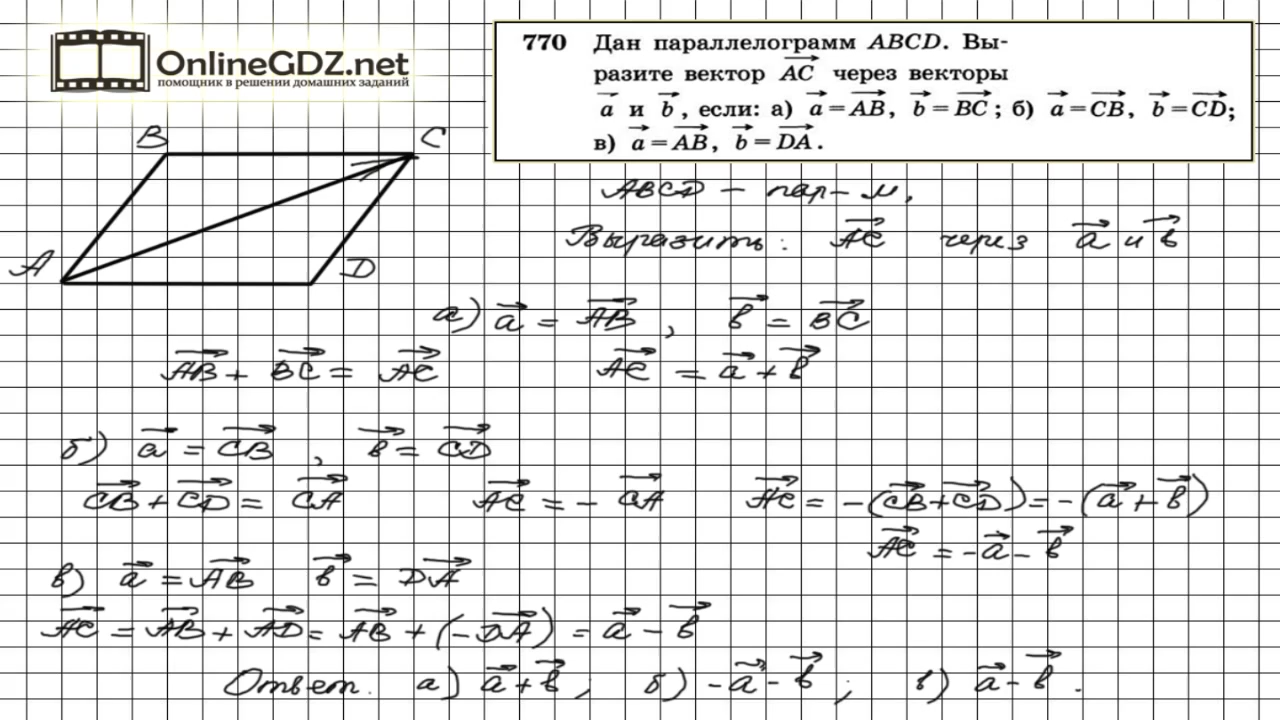 OnlineGDZ.net
помощник в решении домашних заданий
770 Дан параллелограмм ABCD. Вы-
разите вектор AC⃗ через векторы
a⃗ и b⃗, если: а) a⃗=AB⃗, b⃗=BC⃗; б) a⃗=CB⃗, b⃗=CD⃗;
в) a⃗=AB⃗, b⃗=DA⃗.
B C
A D
ABCD – пар-м,
Выразить: AC⃗ через a⃗ и b⃗
а) a⃗ = AB⃗, b⃗ = BC⃗
AB⃗ + BC⃗ = AC⃗ AC⃗ = a⃗ + b⃗
б) a⃗ = CB⃗, b⃗ = CD⃗
CB⃗ + CD⃗ = CA⃗ AC⃗ = - CA⃗ AC⃗ = -(CB⃗+CD⃗) = -(a⃗ + b⃗)
AC⃗ = -a⃗ - b⃗
в) a⃗ = AB⃗ b⃗ = DA⃗
AC⃗ = AB⃗ + AD⃗ = AB⃗ + (-DA⃗) = a⃗ - b⃗
Ответ. а) a⃗+b⃗; б) -a⃗-b⃗; в) a⃗-b⃗.